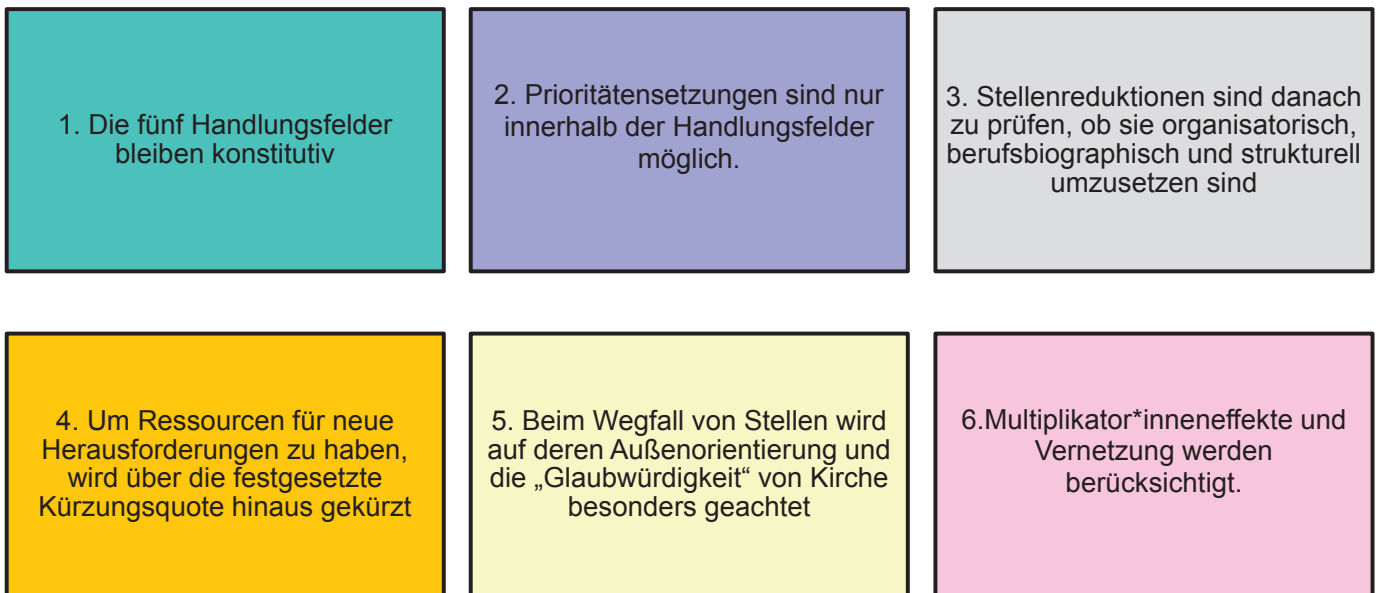 1. Die fünf Handlungsfelder
bleiben konstitutiv
2. Prioritätensetzungen sind nur
innerhalb der Handlungsfelder
möglich.
3. Stellenreduktionen sind danach
zu prüfen, ob sie organisatorisch,
berufsbiographisch und strukturell
umzusetzen sind
4. Um Ressourcen für neue
Herausforderungen zu haben,
wird über die festgesetzte
Kürzungsquote hinaus gekürzt
5. Beim Wegfall von Stellen wird
auf deren Außenorientierung und
die „Glaubwürdigkeit“ von Kirche
besonders geachtet
6.Multiplikator*inneneffekte und
Vernetzung werden
berücksichtigt.